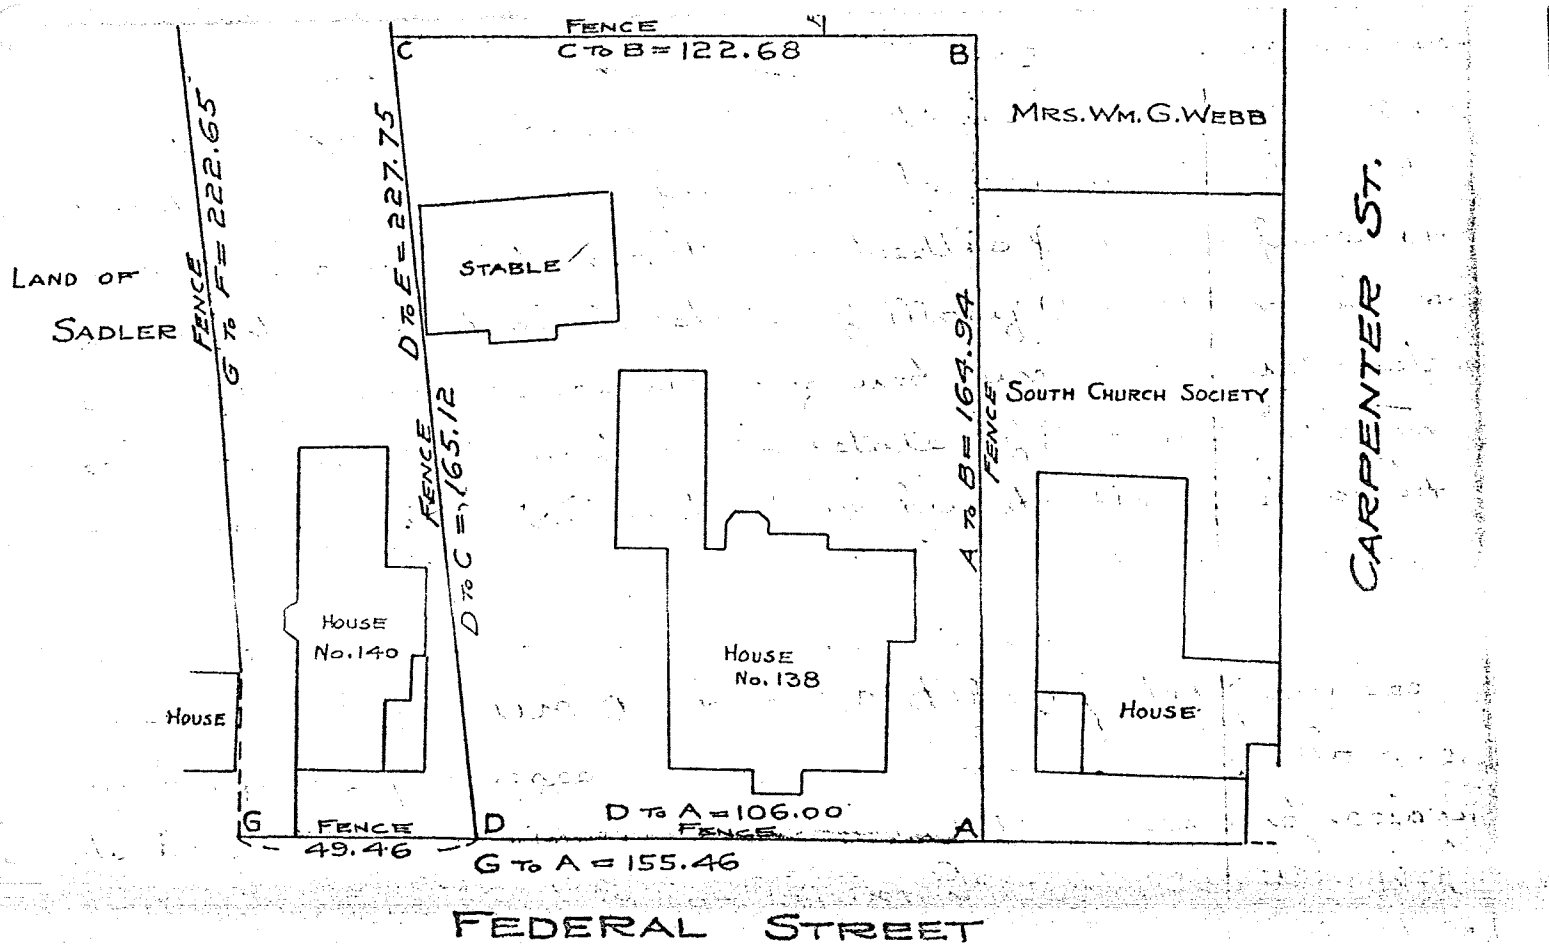 FENCE
C TO B = 122.68
C
B
MRS. WM. G. WEBB
G TO F = 222.65
FENCE
D TO E = 227.75
LAND OF
SADLER
STABLE
CARPENTER ST.
SOUTH CHURCH SOCIETY
A TO B = 164.94
FENCE
FENCE
D TO C = 165.12
HOUSE
No. 140
HOUSE
No. 138
HOUSE
HOUSE
G
FENCE
D
D TO A = 106.00
FENCE
A
49.46
G TO A = 155.46
FEDERAL STREET